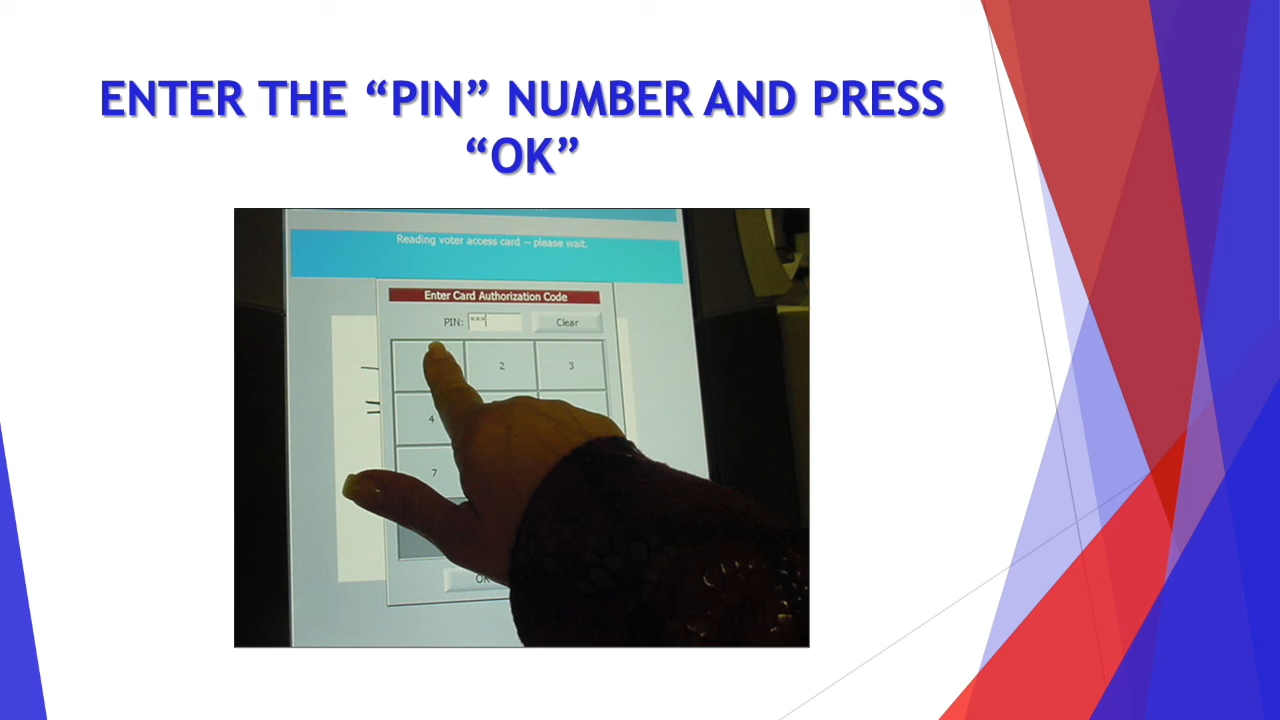 ENTER THE “PIN” NUMBER AND PRESS
“OK”
Reading voter access card -- please wait.
Enter Card Authorization Code
PIN: *** Clear
2 3
4
7
OK